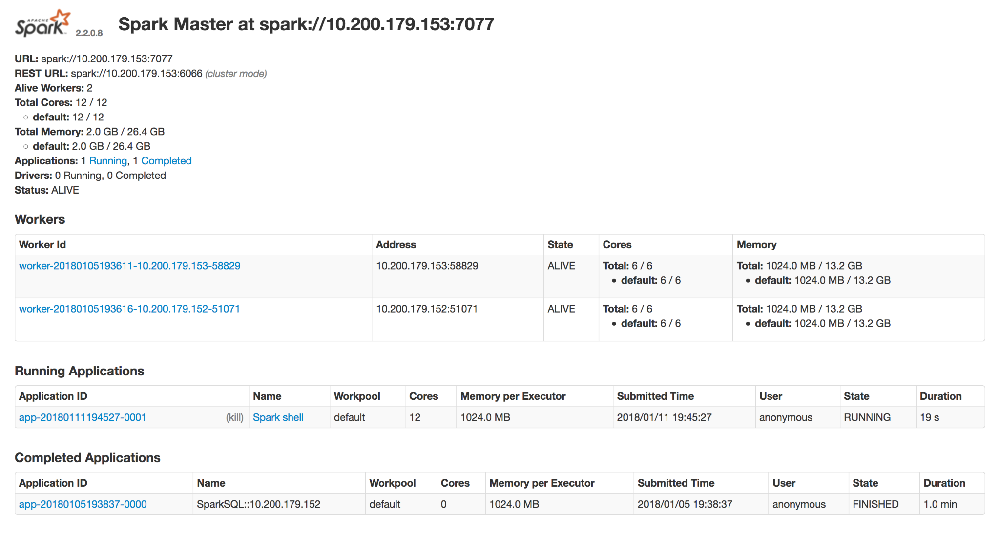 APACHE
Spark™ 2.2.0.8 Spark Master at spark://10.200.179.153:7077
URL: spark://10.200.179.153:7077
REST URL: spark://10.200.179.153:6066 (cluster mode)
Alive Workers: 2
Total Cores: 12 / 12
default: 12 / 12
Total Memory: 2.0 GB / 26.4 GB
default: 2.0 GB / 26.4 GB
Applications: 1 Running, 1 Completed
Drivers: 0 Running, 0 Completed
Status: ALIVE
Workers
Worker Id Address State Cores Memory
worker-20180105193611-10.200.179.153-58829 10.200.179.153:58829 ALIVE Total: 6 / 6 Total: 1024.0 MB / 13.2 GB
• default: 6 / 6 • default: 1024.0 MB / 13.2 GB
worker-20180105193616-10.200.179.152-51071 10.200.179.152:51071 ALIVE Total: 6 / 6 Total: 1024.0 MB / 13.2 GB
• default: 6 / 6 • default: 1024.0 MB / 13.2 GB
Running Applications
Application ID Name Workpool Cores Memory per Executor Submitted Time User State Duration
app-20180111194527-0001 (kill) Spark shell default 12 1024.0 MB 2018/01/11 19:45:27 anonymous RUNNING 19 s
Completed Applications
Application ID Name Workpool Cores Memory per Executor Submitted Time User State Duration
app-20180105193837-0000 SparkSQL::10.200.179.152 default 0 1024.0 MB 2018/01/05 19:38:37 anonymous FINISHED 1.0 min